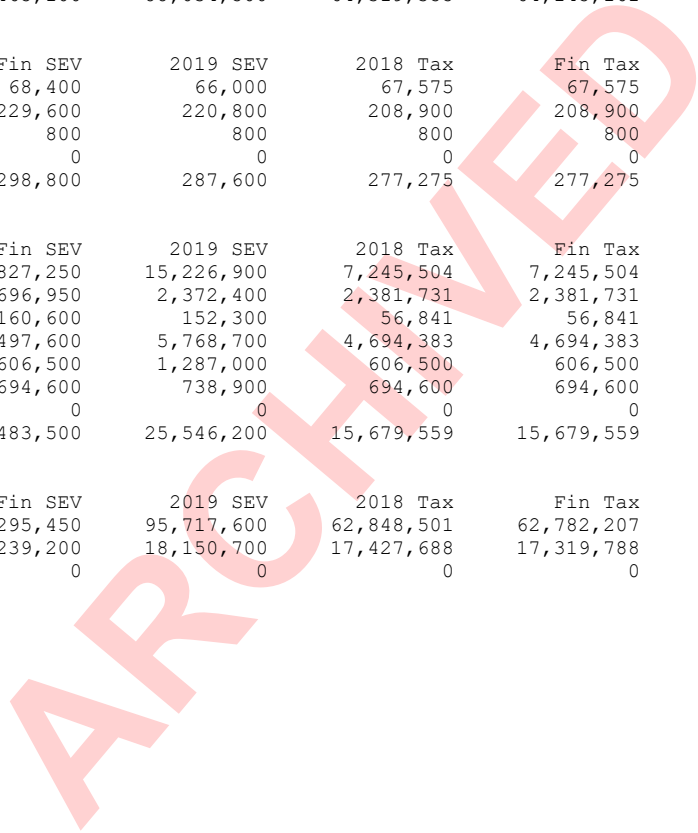 Fin SEV 2019 SEV 2018 Tax Fin Tax
68,400 66,000 67,575 67,575
229,600 220,800 208,900 208,900
800 800 800 800
0 0 0 0
298,800 287,600 277,275 277,275
Fin SEV 2019 SEV 2018 Tax Fin Tax
827,250 15,226,900 7,245,504 7,245,504
696,950 2,372,400 2,381,731 2,381,731
160,600 152,300 56,841 56,841
497,600 5,768,700 4,694,383 4,694,383
606,500 1,287,000 606,500 606,500
694,600 738,900 694,600 694,600
0 0 0 0
483,500 25,546,200 15,679,559 15,679,559
Fin SEV 2019 SEV 2018 Tax Fin Tax
295,450 95,717,600 62,848,501 62,782,207
239,200 18,150,700 17,427,688 17,319,788
0 0 0 0
ARCHIVED